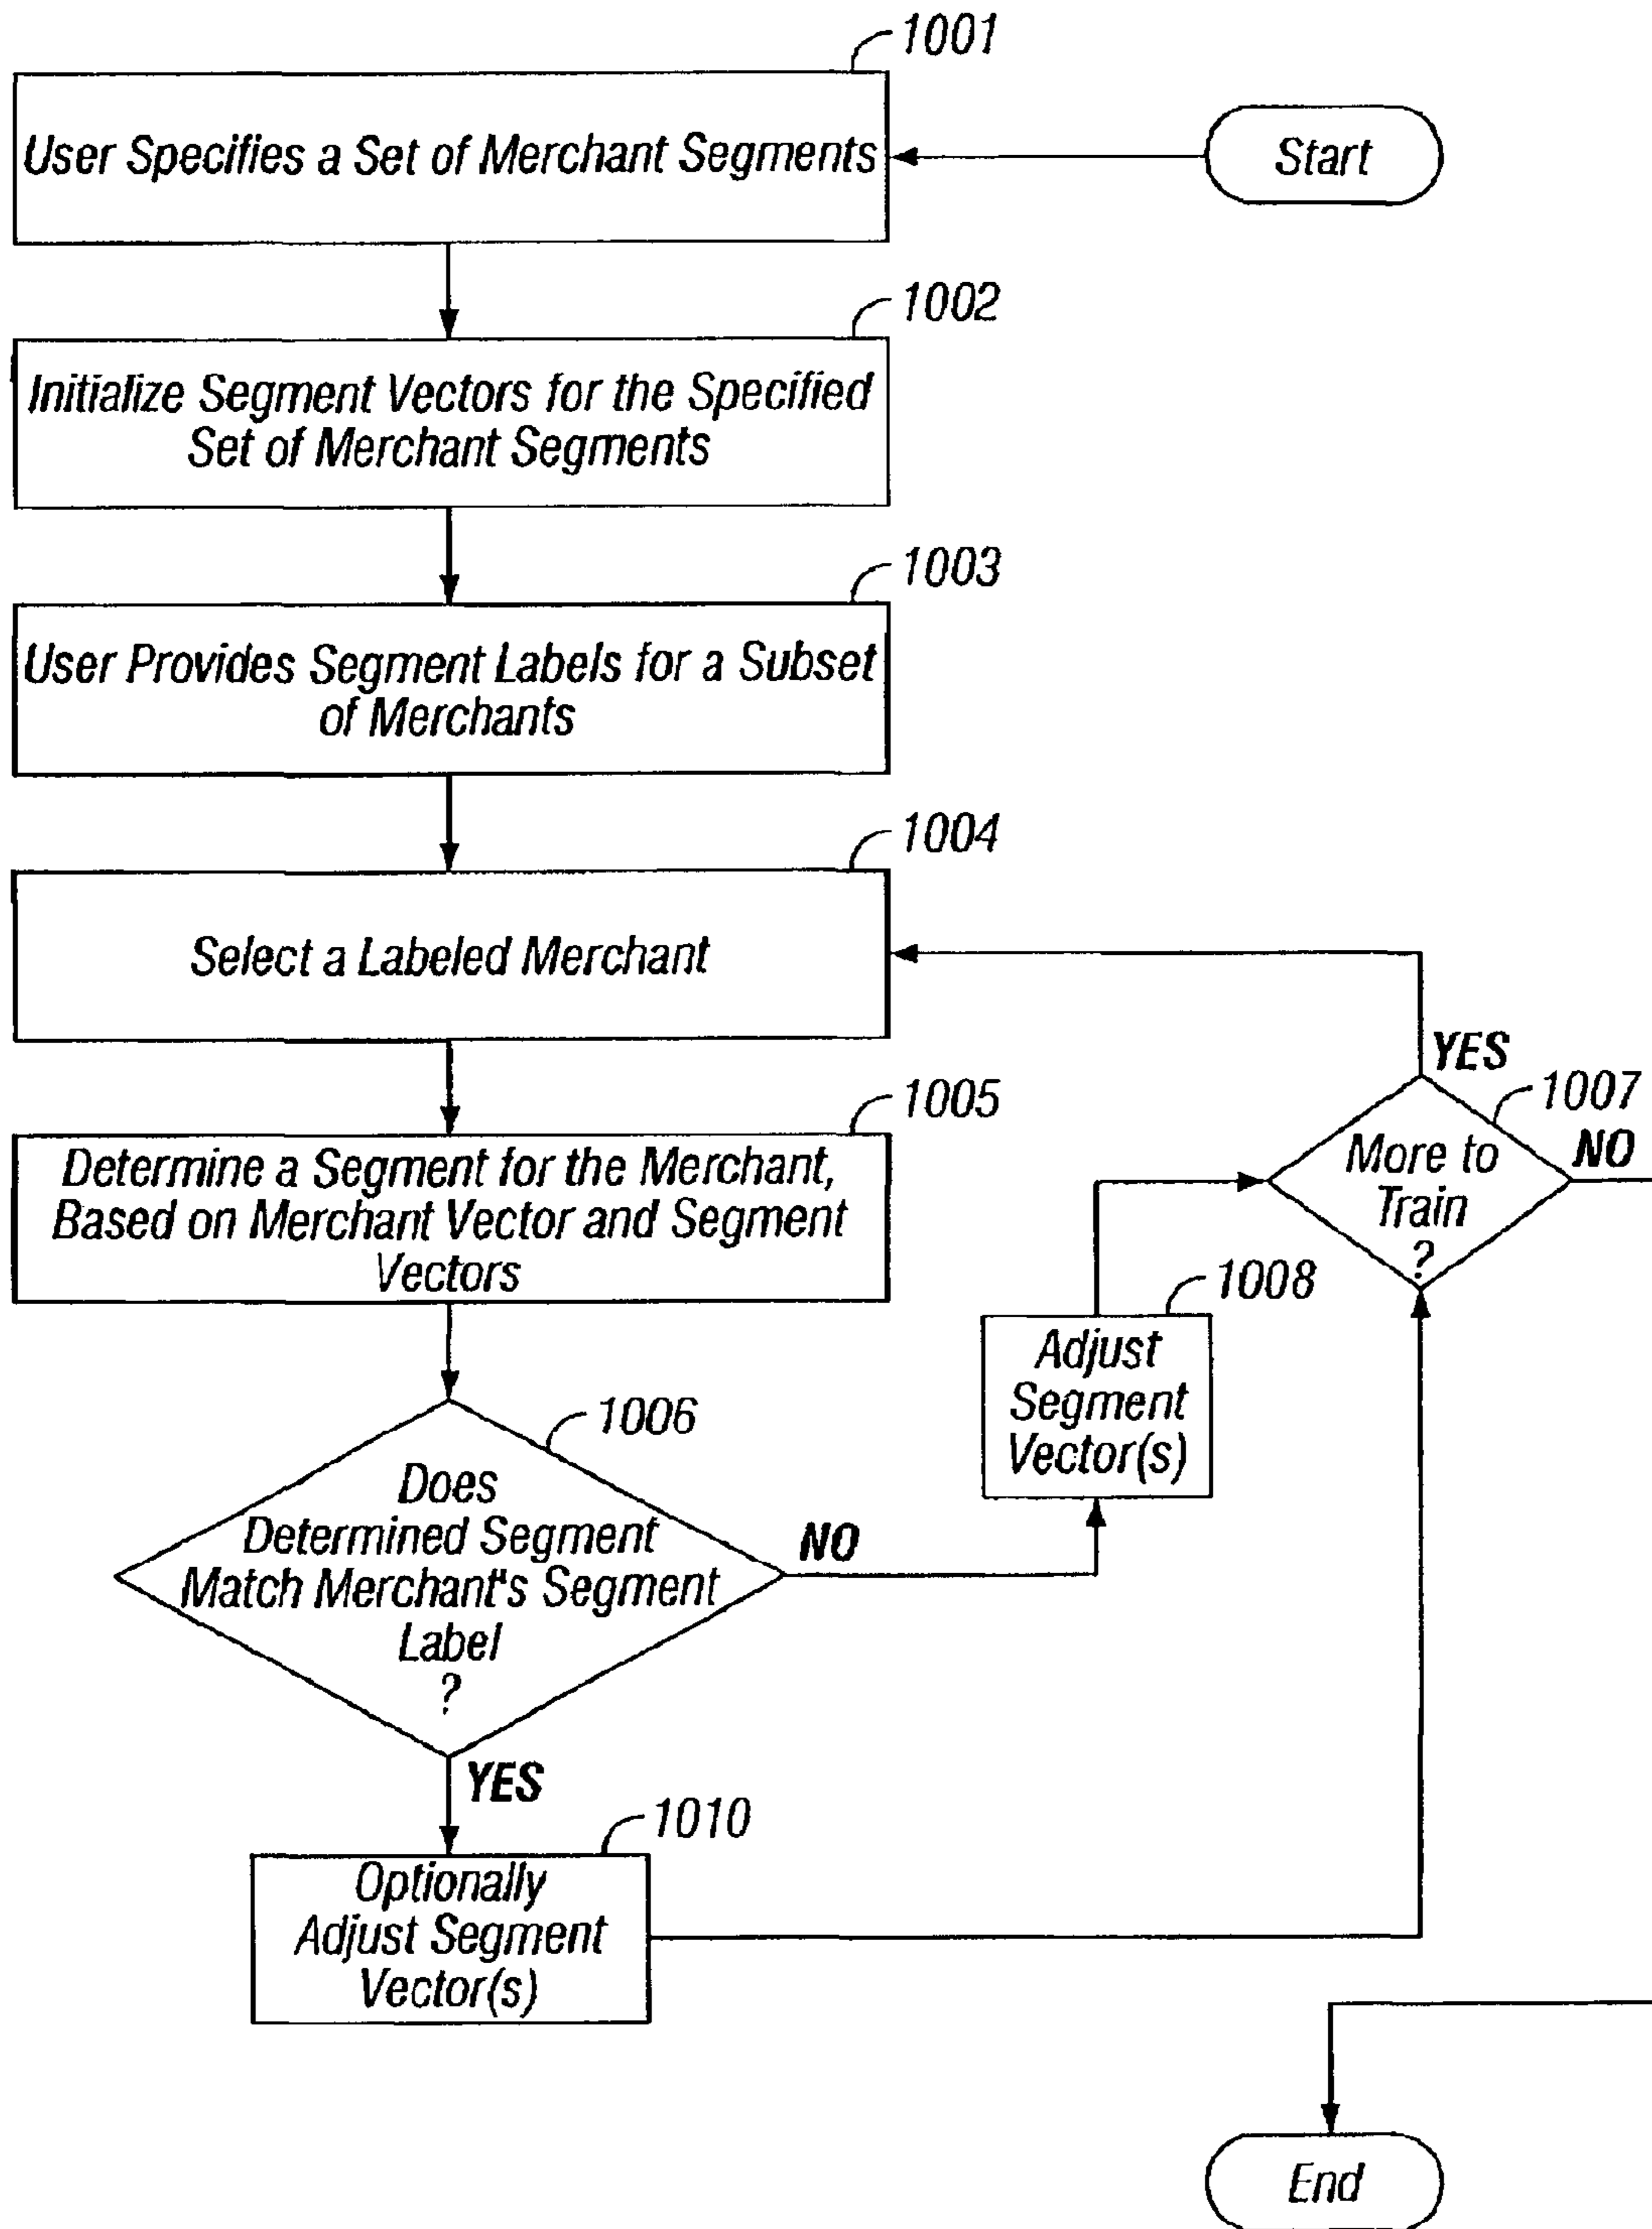 1001
User Specifies a Set of Merchant Segments
Start
1002
Initialize Segment Vectors for the Specified
Set of Merchant Segments
1003
User Provides Segment Labels for a Subset
of Merchants
1004
Select a Labeled Merchant
1005
Determine a Segment for the Merchant,
Based on Merchant Vector and Segment
Vectors
1006
Does
Determined Segment
Match Merchant's Segment
Label
?
NO
YES
1008
Adjust
Segment
Vector(s)
YES
1007
More to
Train
?
NO
1010
Optionally
Adjust Segment
Vector(s)
End